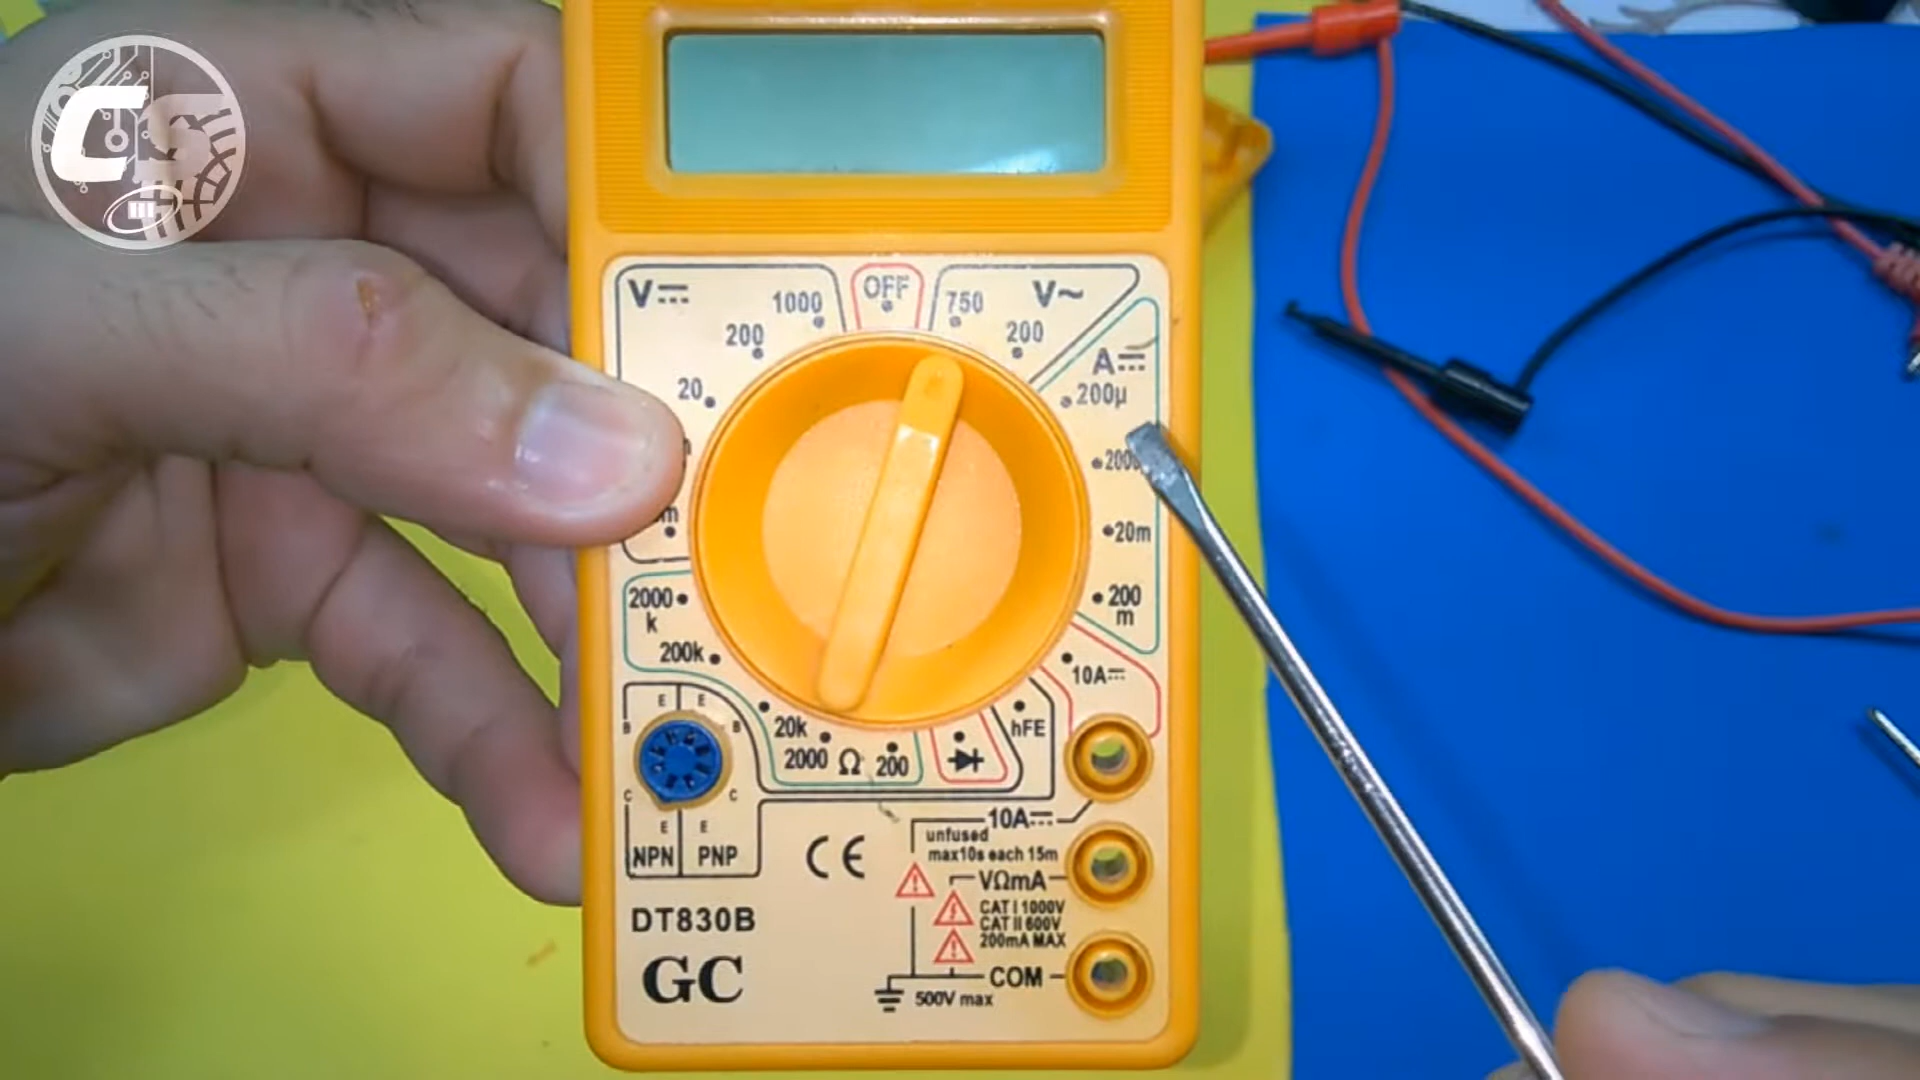 CS
V⎓
1000
OFF
750
V~
200
200
A⎓
20
200µ
20m
2000
k
200
m
200k
10A⎓
E E
B B
20k
hFE
2000 Ω 200
C C
10A⎓
E E
unfused
NPN PNP
CE
max10s each 15m
VΩmA
CAT I 1000V
DT830B
CAT II 600V
200mA MAX
GC
COM
500V max